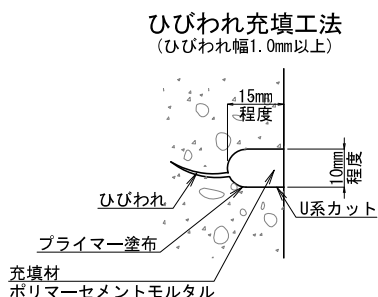 ひびわれ充填工法
(ひびわれ幅1.0mm以上)
15mm
程度
10mm
程度
ひびわれ
U系カット
プライマー塗布
充填材
ポリマーセメントモルタル